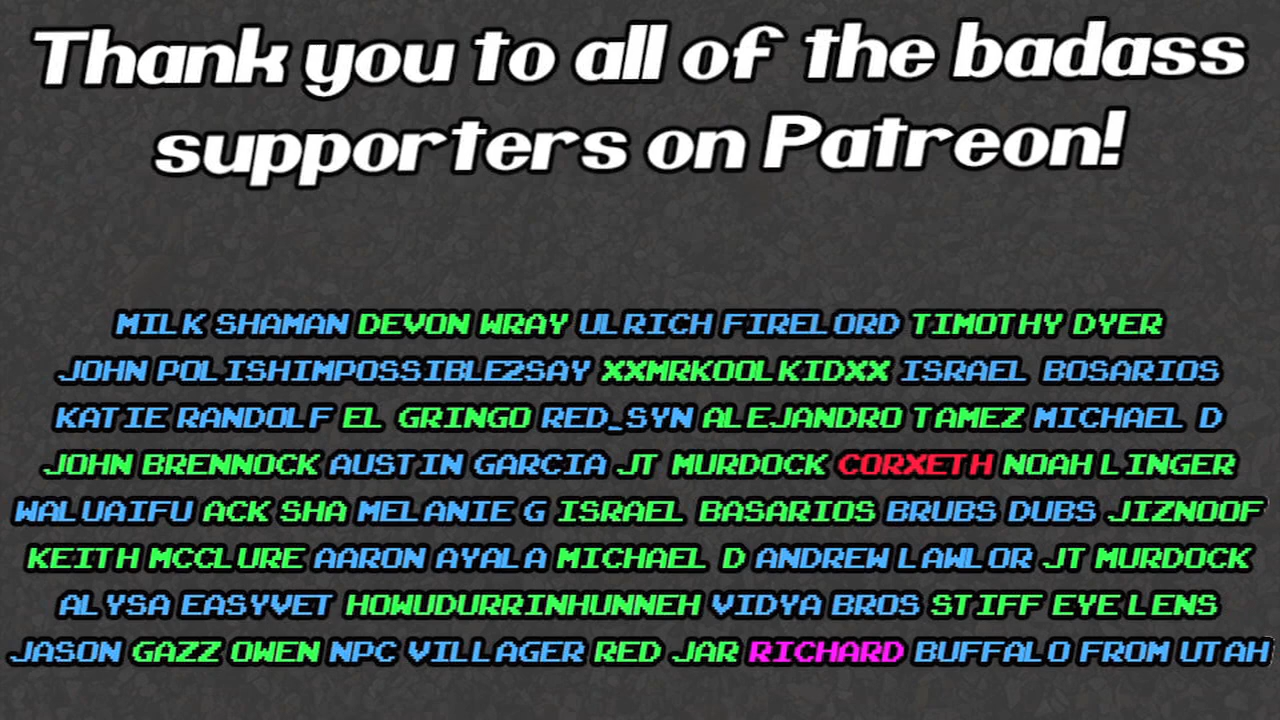 Thank you to all of the badass
supporters on Patreon!
MILK SHAMAN DEVON WRAY ULRICH FIRELORD TIMOTHY DYER
JOHN POLISHIMPOSSIBLE2SAY XXMRKOOLKIDXX ISRAEL BOSARIOS
KATIE RANDOLF EL GRINGO RED_SYN ALEJANDRO TAMEZ MICHAEL D
JOHN BRENNOCK AUSTIN GARCIA JT MURDOCK CORXETH NOAH LINGER
WALUAIFU ACK SHA MELANIE G ISRAEL BASARIOS BRUBS DUBS JIZNOOF
KEITH MCCLURE AARON AYALA MICHAEL D ANDREW LAWLOR JT MURDOCK
ALYSA EASYVET HOWUDURRINHUNNEH VIDYA BROS STIFF EYE LENS
JASON GAZZ OWEN NPC VILLAGER RED JAR RICHARD BUFFALO FROM UTAH